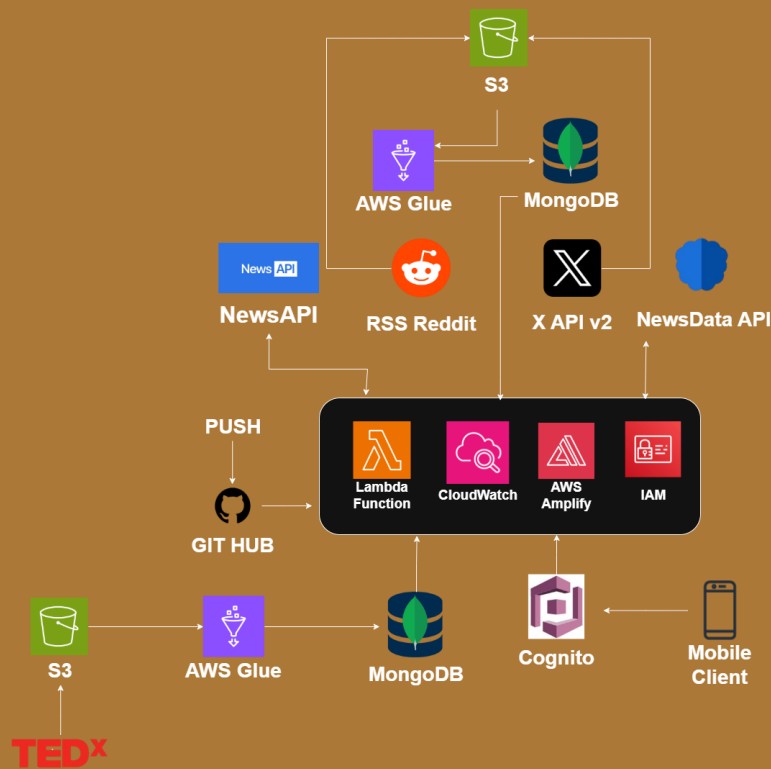 S3
AWS Glue
MongoDB
News API
NewsAPI
RSS Reddit
X API v2
NewsData API
PUSH
GIT HUB
Lambda
Function
CloudWatch
AWS
Amplify
IAM
S3
AWS Glue
MongoDB
Cognito
Mobile
Client
TEDx